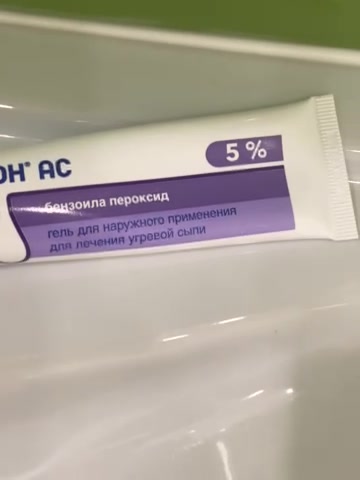 ОН® АС
5 %
бензоила пероксид
гель для наружного применения
для лечения угревой сыпи